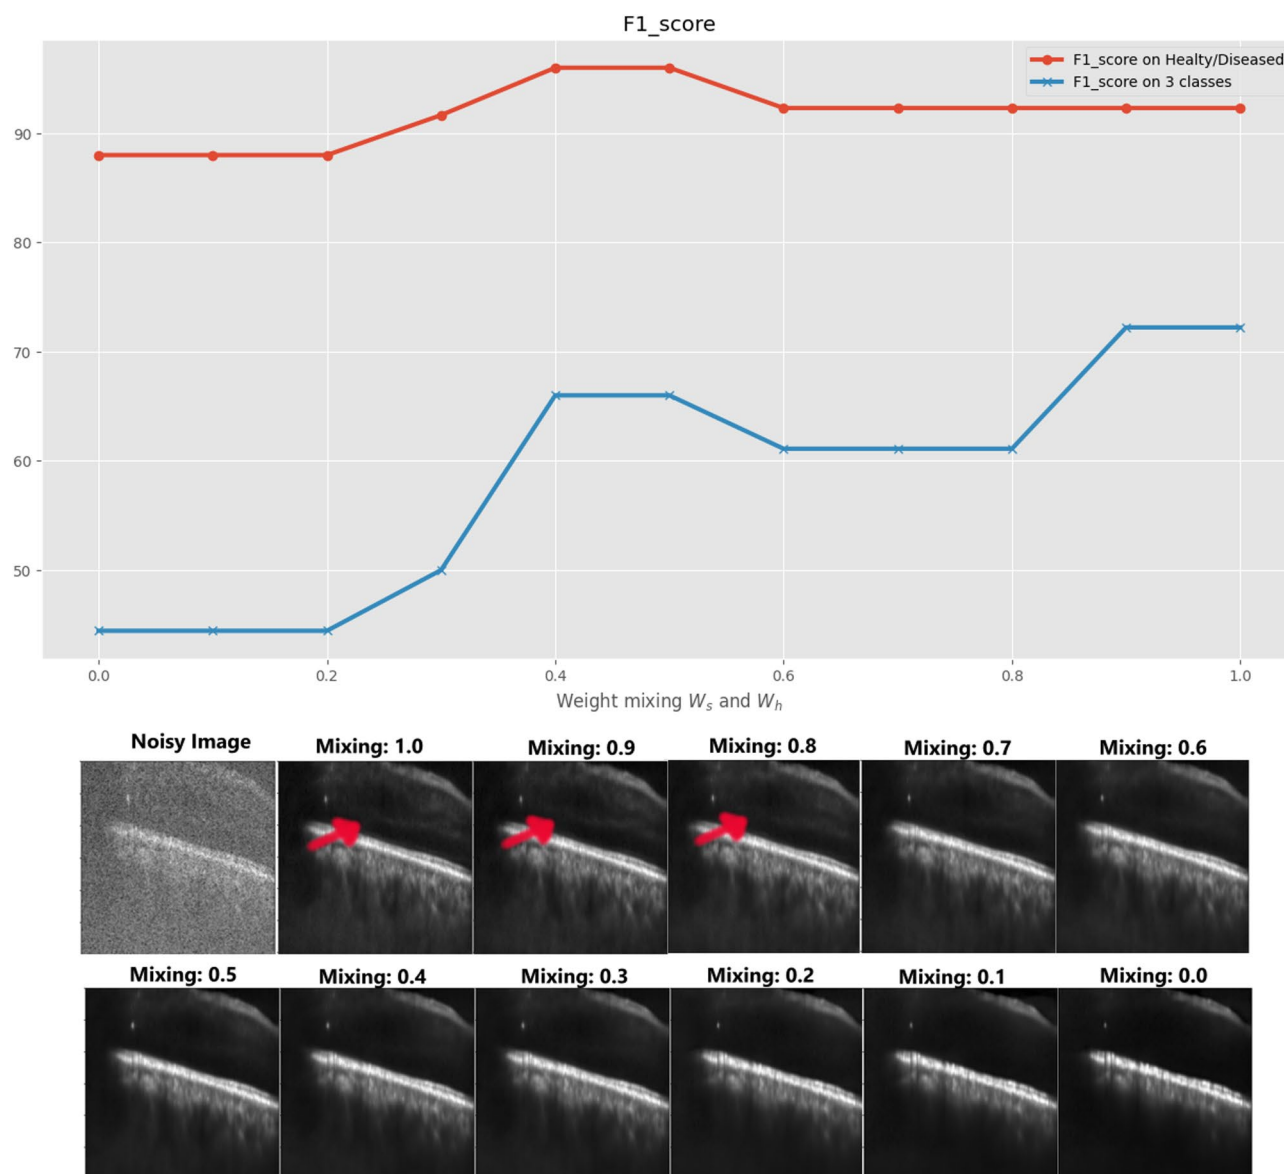 F1_score
F1_score on Healty/Diseased
F1_score on 3 classes
90
80
70
60
50
0.0 0.2 0.4 0.6 0.8 1.0
Weight mixing W_s and W_h
Noisy Image Mixing: 1.0 Mixing: 0.9 Mixing: 0.8 Mixing: 0.7 Mixing: 0.6
Mixing: 0.5 Mixing: 0.4 Mixing: 0.3 Mixing: 0.2 Mixing: 0.1 Mixing: 0.0